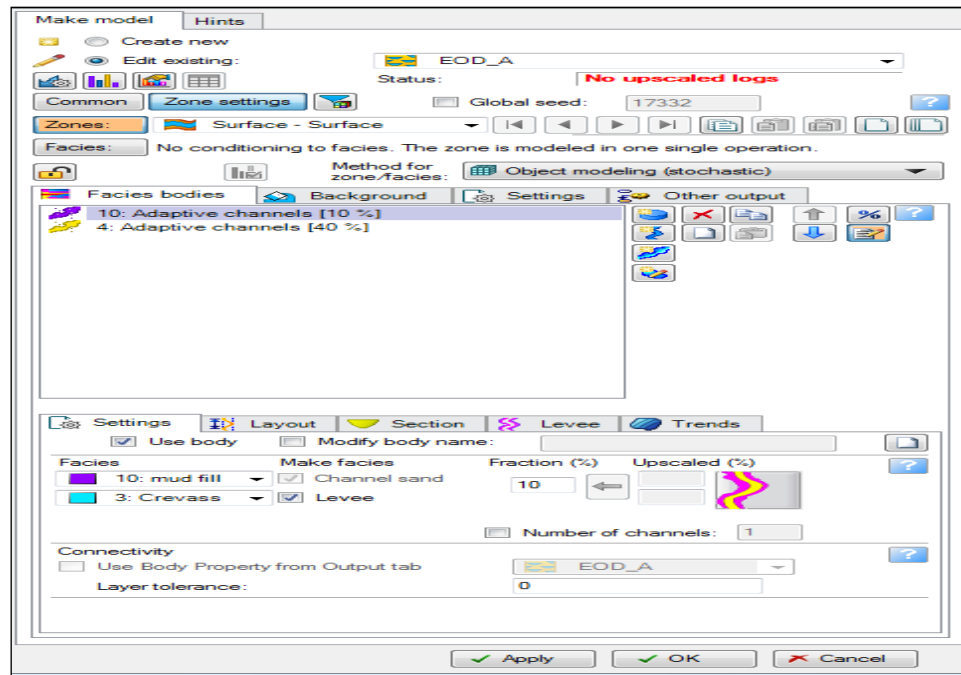 Make model Hints
Create new
Edit existing: EOD_A
Status: No upscaled logs
Common Zone settings Global seed: 17332 ?
Zones: Surface - Surface
Facies: No conditioning to facies. The zone is modeled in one single operation.
Method for zone/facies: Object modeling (stochastic)
Facies bodies Background Settings Other output
10: Adaptive channels [10 %] % ?
4: Adaptive channels [40 %]
Settings Layout Section Levee Trends
Use body Modify body name:
Facies Make facies Fraction (%) Upscaled (%) ?
10: mud fill Channel sand 10
3: Crevass Levee
Number of channels: 1
Connectivity ?
Use Body Property from Output tab EOD_A
Layer tolerance: 0
Apply OK Cancel